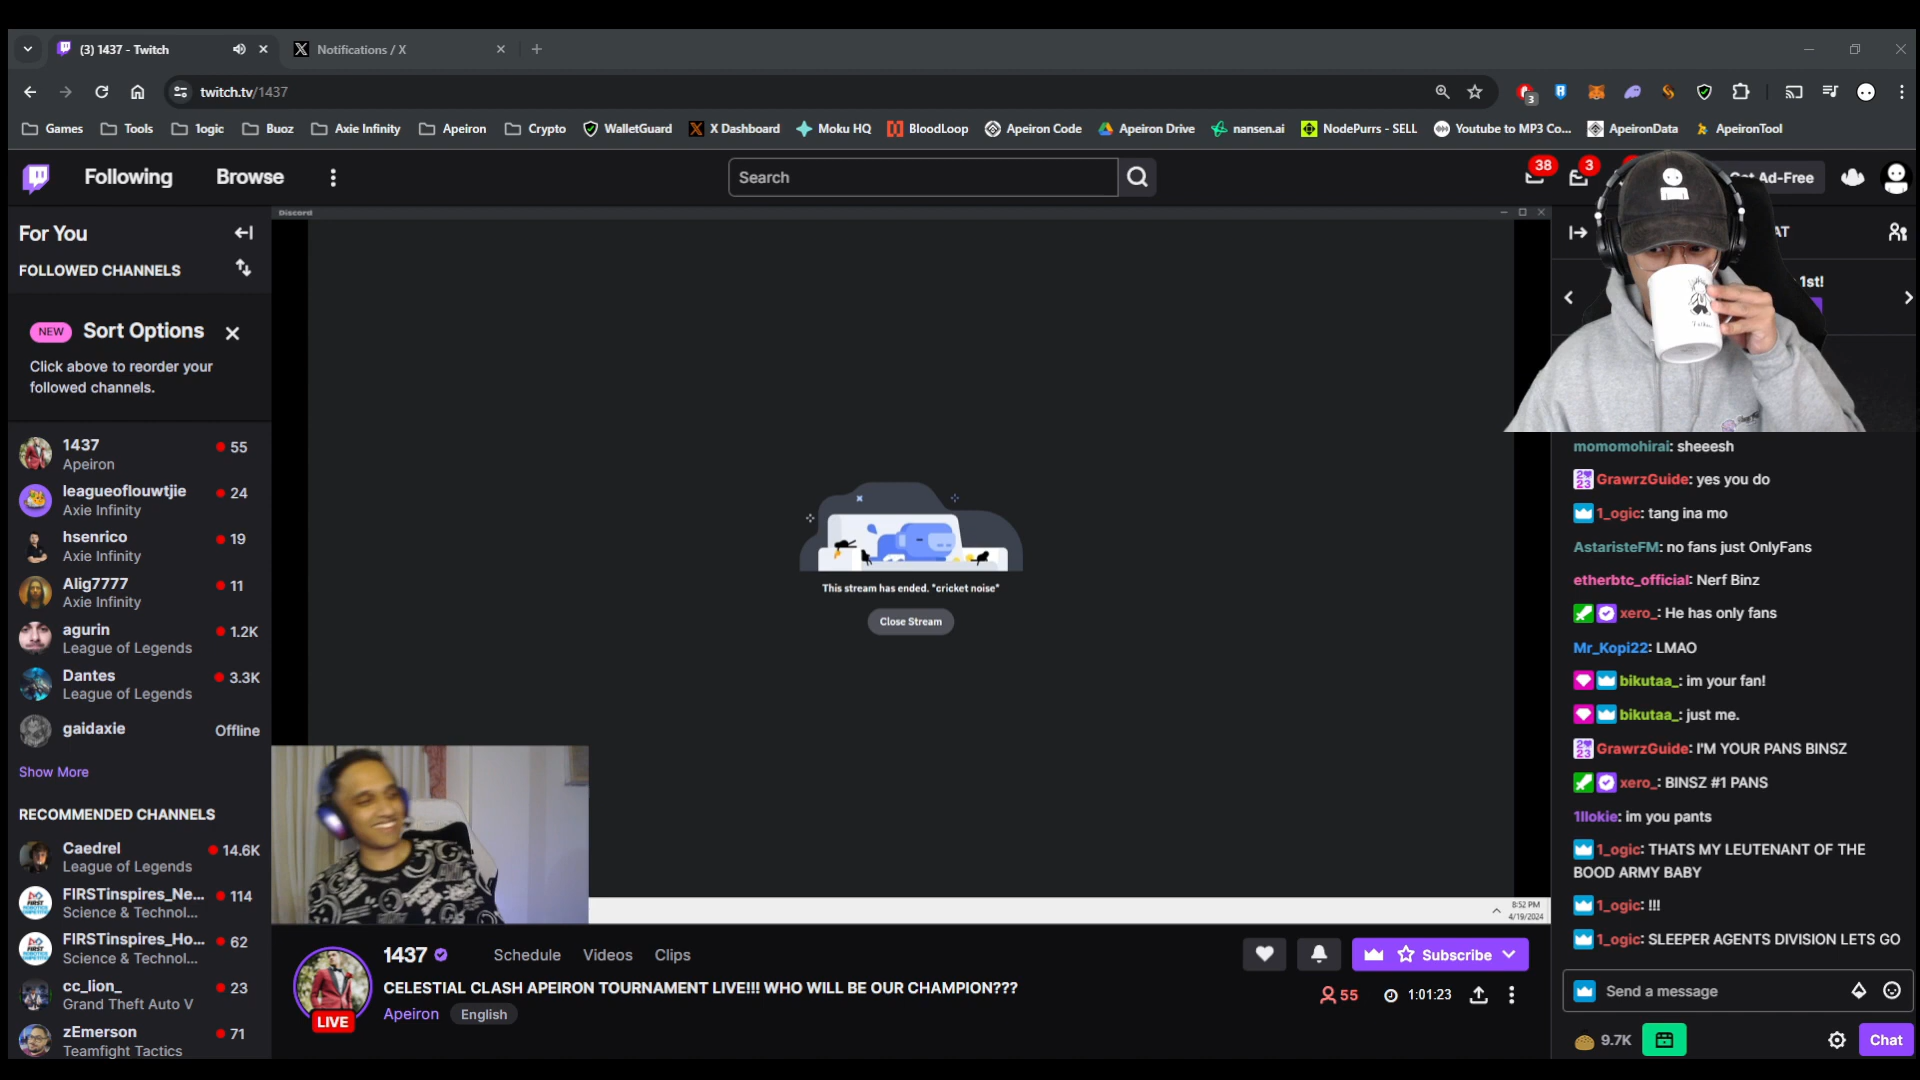 (3) 1437 - Twitch
Notifications / X
twitch.tv/1437
3
Games
Tools
1ogic
Buoz
Axie Infinity
Apeiron
Crypto
WalletGuard
X Dashboard
Moku HQ
BloodLoop
Apeiron Code
Apeiron Drive
nansen.ai
NodePurrs - SELL
Youtube to MP3 Co...
ApeironData
ApeironTool
Following
Browse
Search
38
3
Ad-Free
For You
FOLLOWED CHANNELS
NEW
Sort Options
Click above to reorder your
followed channels.
1437
55
Apeiron
leagueoflouwtjie
24
Axie Infinity
hsenrico
19
Axie Infinity
Alig7777
11
Axie Infinity
agurin
1.2K
League of Legends
Dantes
3.3K
League of Legends
gaidaxie
Offline
Show More
RECOMMENDED CHANNELS
Caedrel
14.6K
League of Legends
FIRSTinspires_Ne...
114
Science & Technol...
FIRSTinspires_Ho...
62
Science & Technol...
cc_lion_
23
Grand Theft Auto V
zEmerson
71
Teamfight Tactics
Discord
This stream has ended. *cricket noise*
Close Stream
8:52 PM
4/19/2024
1437
Schedule
Videos
Clips
Subscribe
CELESTIAL CLASH APEIRON TOURNAMENT LIVE!!! WHO WILL BE OUR CHAMPION???
LIVE
Apeiron
English
55
1:01:23
AT
1st!
momomohirai: sheeesh
GrawrzGuide: yes you do
1_ogic: tang ina mo
AstaristeFM: no fans just OnlyFans
etherbtc_official: Nerf Binz
xero_: He has only fans
Mr_Kopi22: LMAO
bikutaa_: im your fan!
bikutaa_: just me.
GrawrzGuide: I'M YOUR PANS BINSZ
xero_: BINSZ #1 PANS
1llokie: im you pants
1_ogic: THATS MY LEUTENANT OF THE
BOOD ARMY BABY
1_ogic: !!!
1_ogic: SLEEPER AGENTS DIVISION LETS GO
Send a message
9.7K
Chat